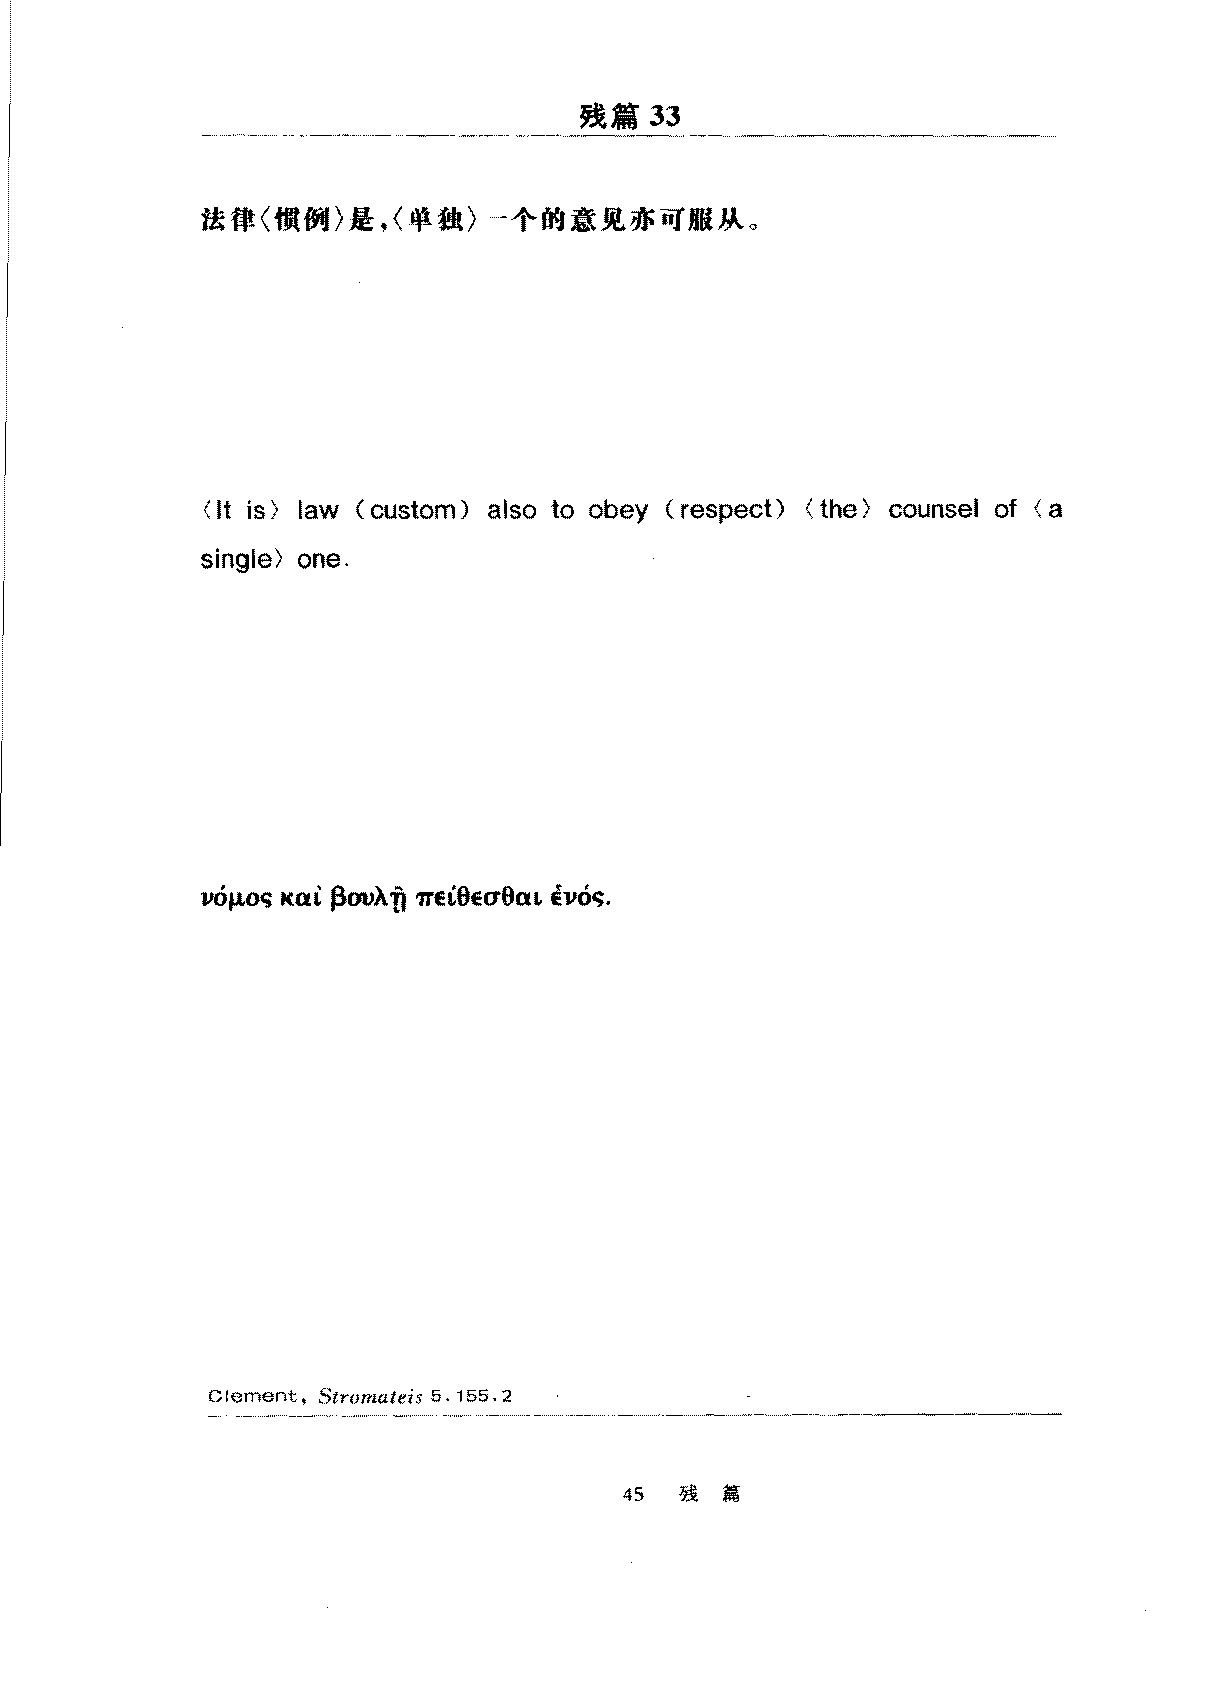 残篇 33
法律〈惯例〉是,〈单独〉一个的意见亦可服从。
〈It is〉 law (custom) also to obey (respect) 〈the〉 counsel of 〈a
single〉 one.
νόμος καὶ βουλῇ πείθεσθαι ἑνός.
Clement, Stromateis 5.155.2
45 残 篇